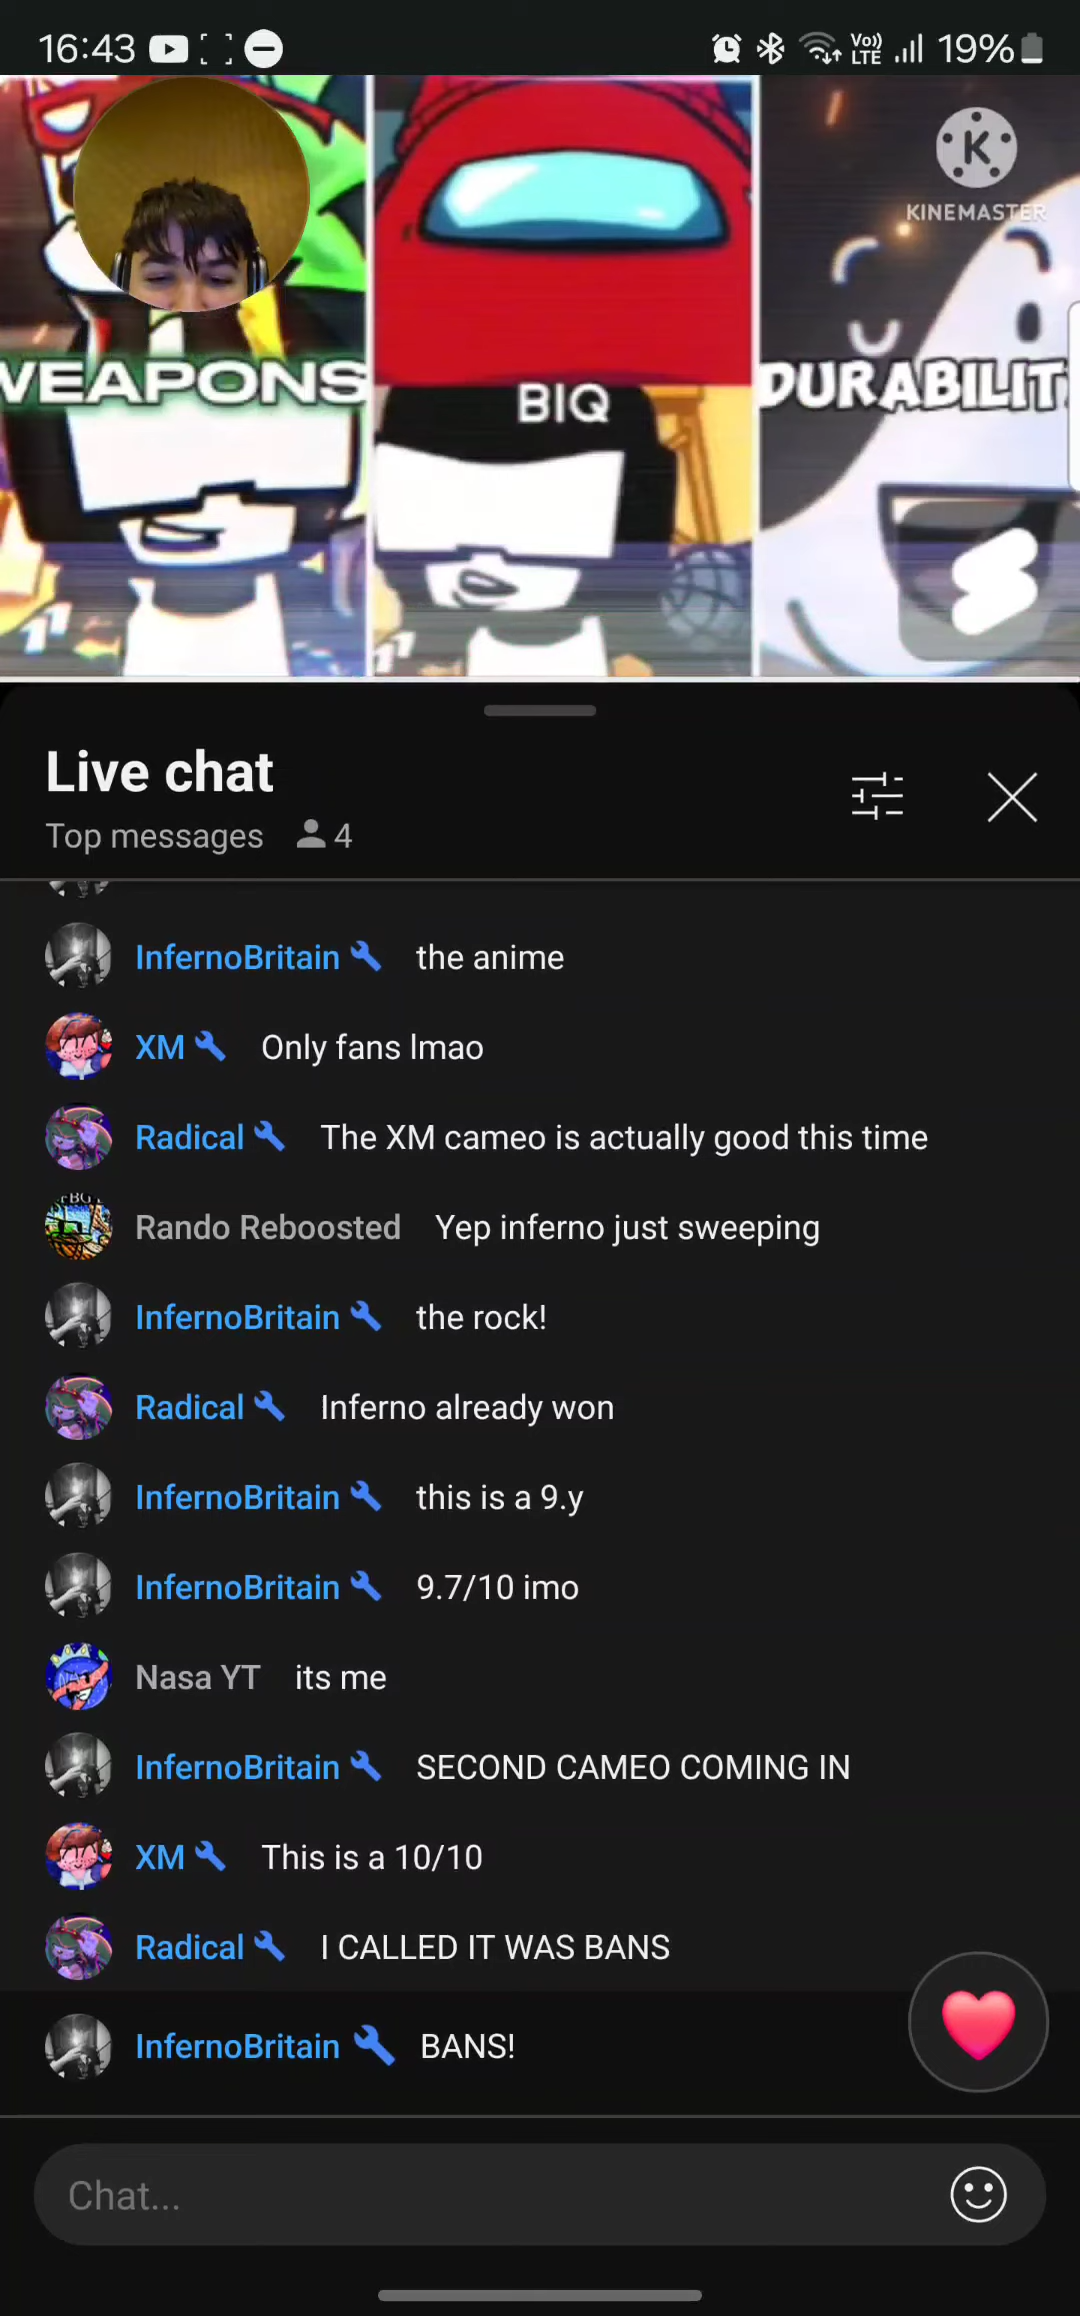 16:43
Vo))
LTE
19%
K
KINEMASTER
WEAPONS
BIQ
DURABILIT
Live chat
Top messages 4
InfernoBritain the anime
XM Only fans lmao
Radical The XM cameo is actually good this time
Rando Reboosted Yep inferno just sweeping
InfernoBritain the rock!
Radical Inferno already won
InfernoBritain this is a 9.y
InfernoBritain 9.7/10 imo
Nasa YT its me
InfernoBritain SECOND CAMEO COMING IN
XM This is a 10/10
Radical I CALLED IT WAS BANS
InfernoBritain BANS!
Chat...